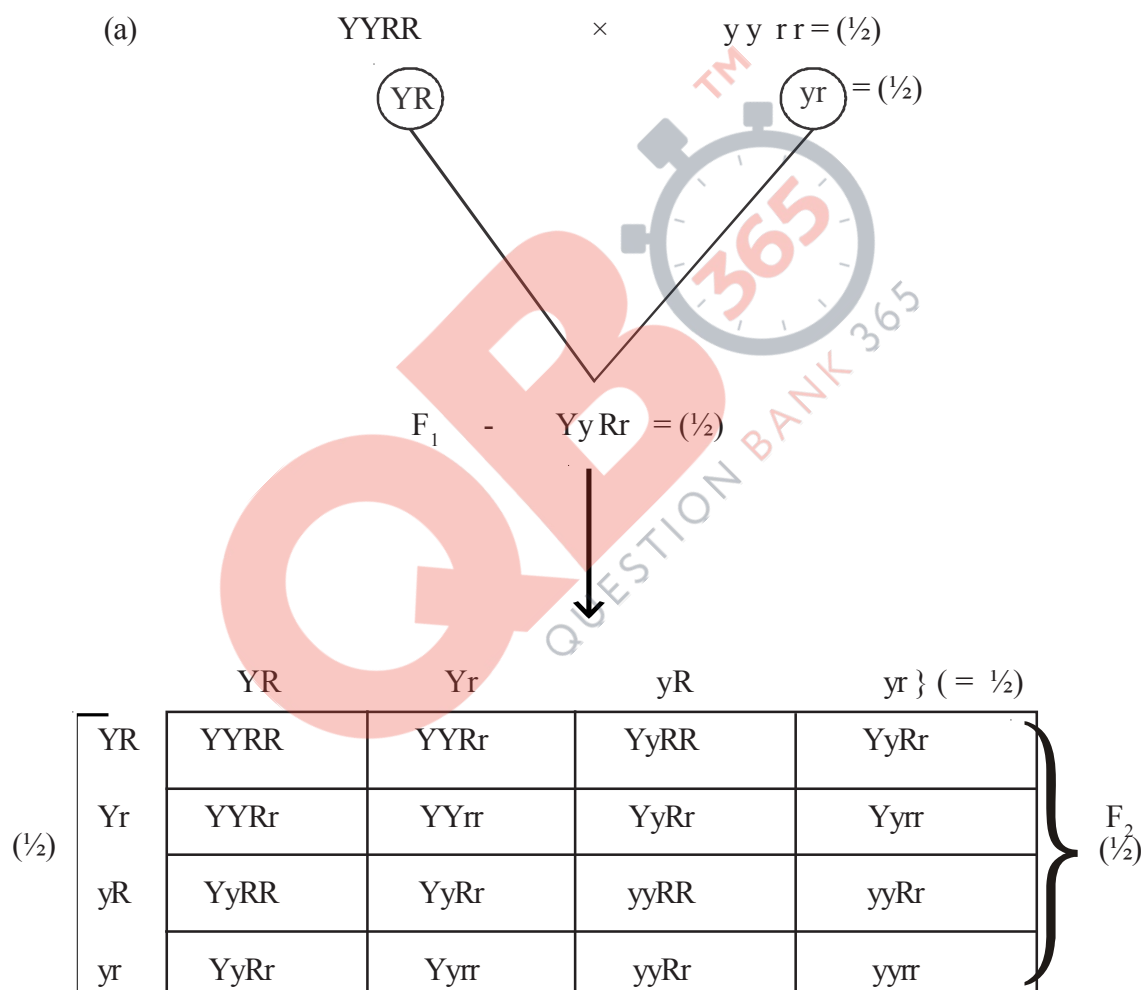 (a) YYRR × y y r r = (½)
YR yr = (½)
F₁ - Yy Rr = (½)
YR Yr yR yr } ( = ½)
YR YYRR YYRr YyRR YyRr
Yr YYRr YYrr YyRr Yyrr
(½) F₂ (½)
yR YyRR YyRr yyRR yyRr
yr YyRr Yyrr yyRr yyrr
QB 365 TM
QUESTION BANK 365